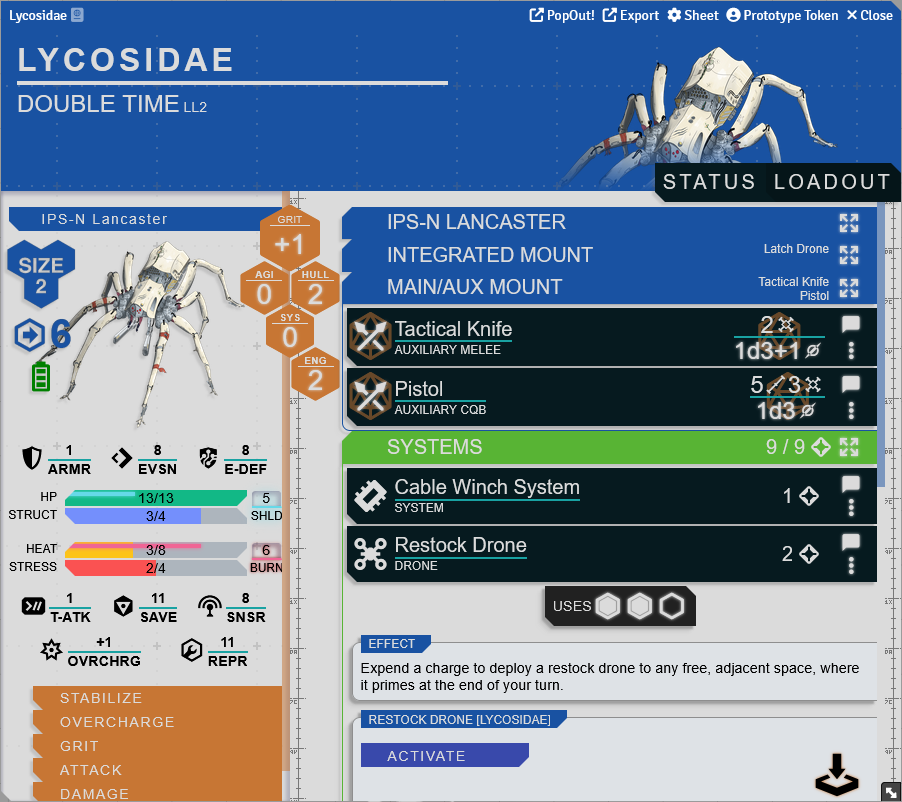 Lycosidae
PopOut! Export Sheet Prototype Token Close
LYCOSIDAE
DOUBLE TIME LL2
STATUS LOADOUT
IPS-N Lancaster
SIZE
2
6
GRIT
+1
AGI
0
HULL
2
SYS
0
ENG
2
1
ARMR
8
EVSN
8
E-DEF
HP 13/13
STRUCT 3/4
5
SHLD
HEAT 3/8
STRESS 2/4
6
BURN
1
T-ATK
11
SAVE
8
SNSR
+1
OVRCHRG
11
REPR
STABILIZE
OVERCHARGE
GRIT
ATTACK
DAMAGE
IPS-N LANCASTER
INTEGRATED MOUNT Latch Drone
MAIN/AUX MOUNT Tactical Knife
Pistol
Tactical Knife
AUXILIARY MELEE
2
1d3+1
Pistol
AUXILIARY CQB
5 3
1d3
SYSTEMS 9 / 9
Cable Winch System
SYSTEM
1
Restock Drone
DRONE
2
USES
EFFECT
Expend a charge to deploy a restock drone to any free, adjacent space, where
it primes at the end of your turn.
RESTOCK DRONE [LYCOSIDAE]
ACTIVATE